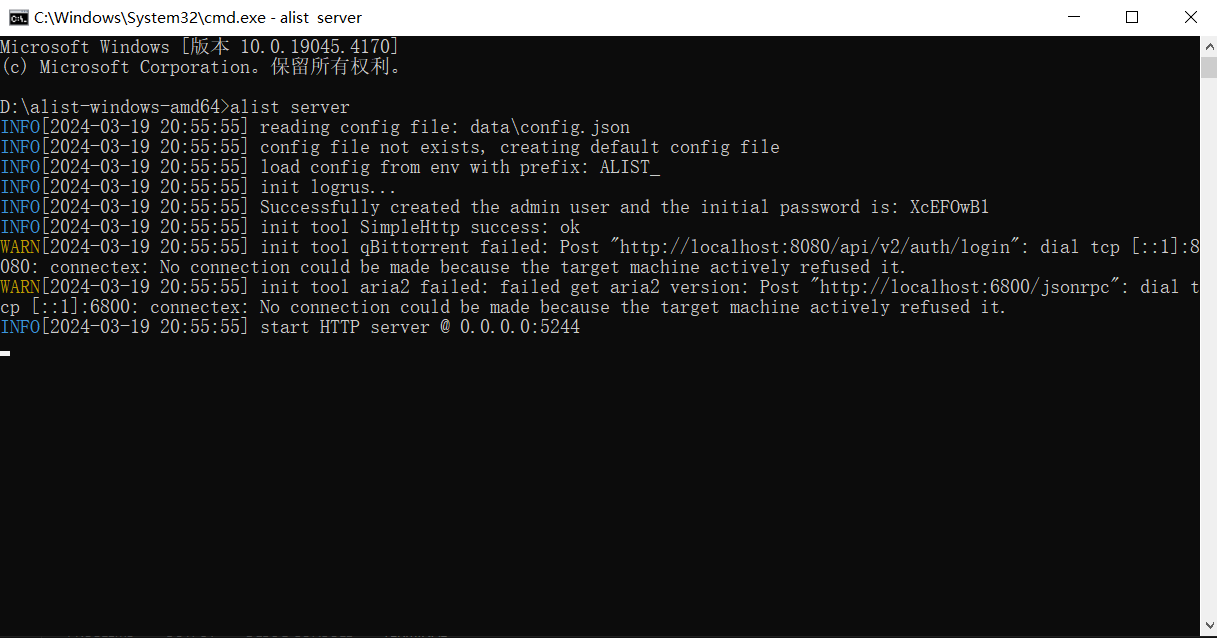 C:\Windows\System32\cmd.exe - alist server
Microsoft Windows [版本 10.0.19045.4170]
(c) Microsoft Corporation。保留所有权利。
D:\alist-windows-amd64>alist server
INFO[2024-03-19 20:55:55] reading config file: data\config.json
INFO[2024-03-19 20:55:55] config file not exists, creating default config file
INFO[2024-03-19 20:55:55] load config from env with prefix: ALIST_
INFO[2024-03-19 20:55:55] init logrus...
INFO[2024-03-19 20:55:55] Successfully created the admin user and the initial password is: XcEFOwBl
INFO[2024-03-19 20:55:55] init tool SimpleHttp success: ok
WARN[2024-03-19 20:55:55] init tool qBittorrent failed: Post "http://localhost:8080/api/v2/auth/login": dial tcp [::1]:8
080: connectex: No connection could be made because the target machine actively refused it.
WARN[2024-03-19 20:55:55] init tool aria2 failed: failed get aria2 version: Post "http://localhost:6800/jsonrpc": dial t
cp [::1]:6800: connectex: No connection could be made because the target machine actively refused it.
INFO[2024-03-19 20:55:55] start HTTP server @ 0.0.0.0:5244